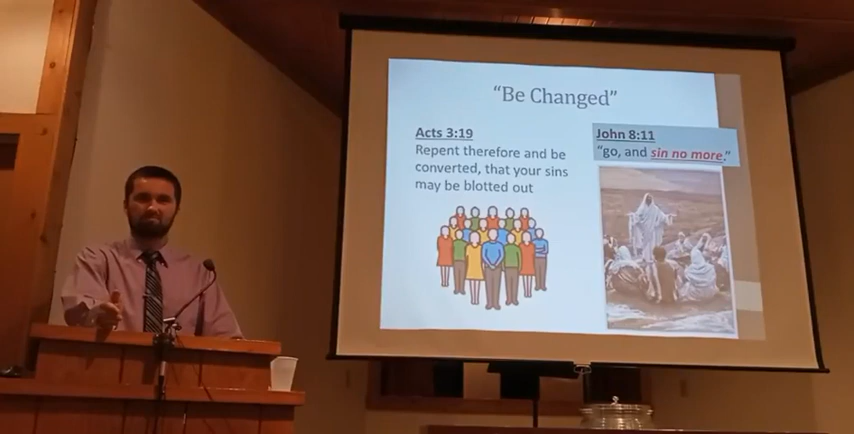 “Be Changed”
Acts 3:19
Repent therefore and be
converted, that your sins
may be blotted out
John 8:11
“go, and sin no more.”